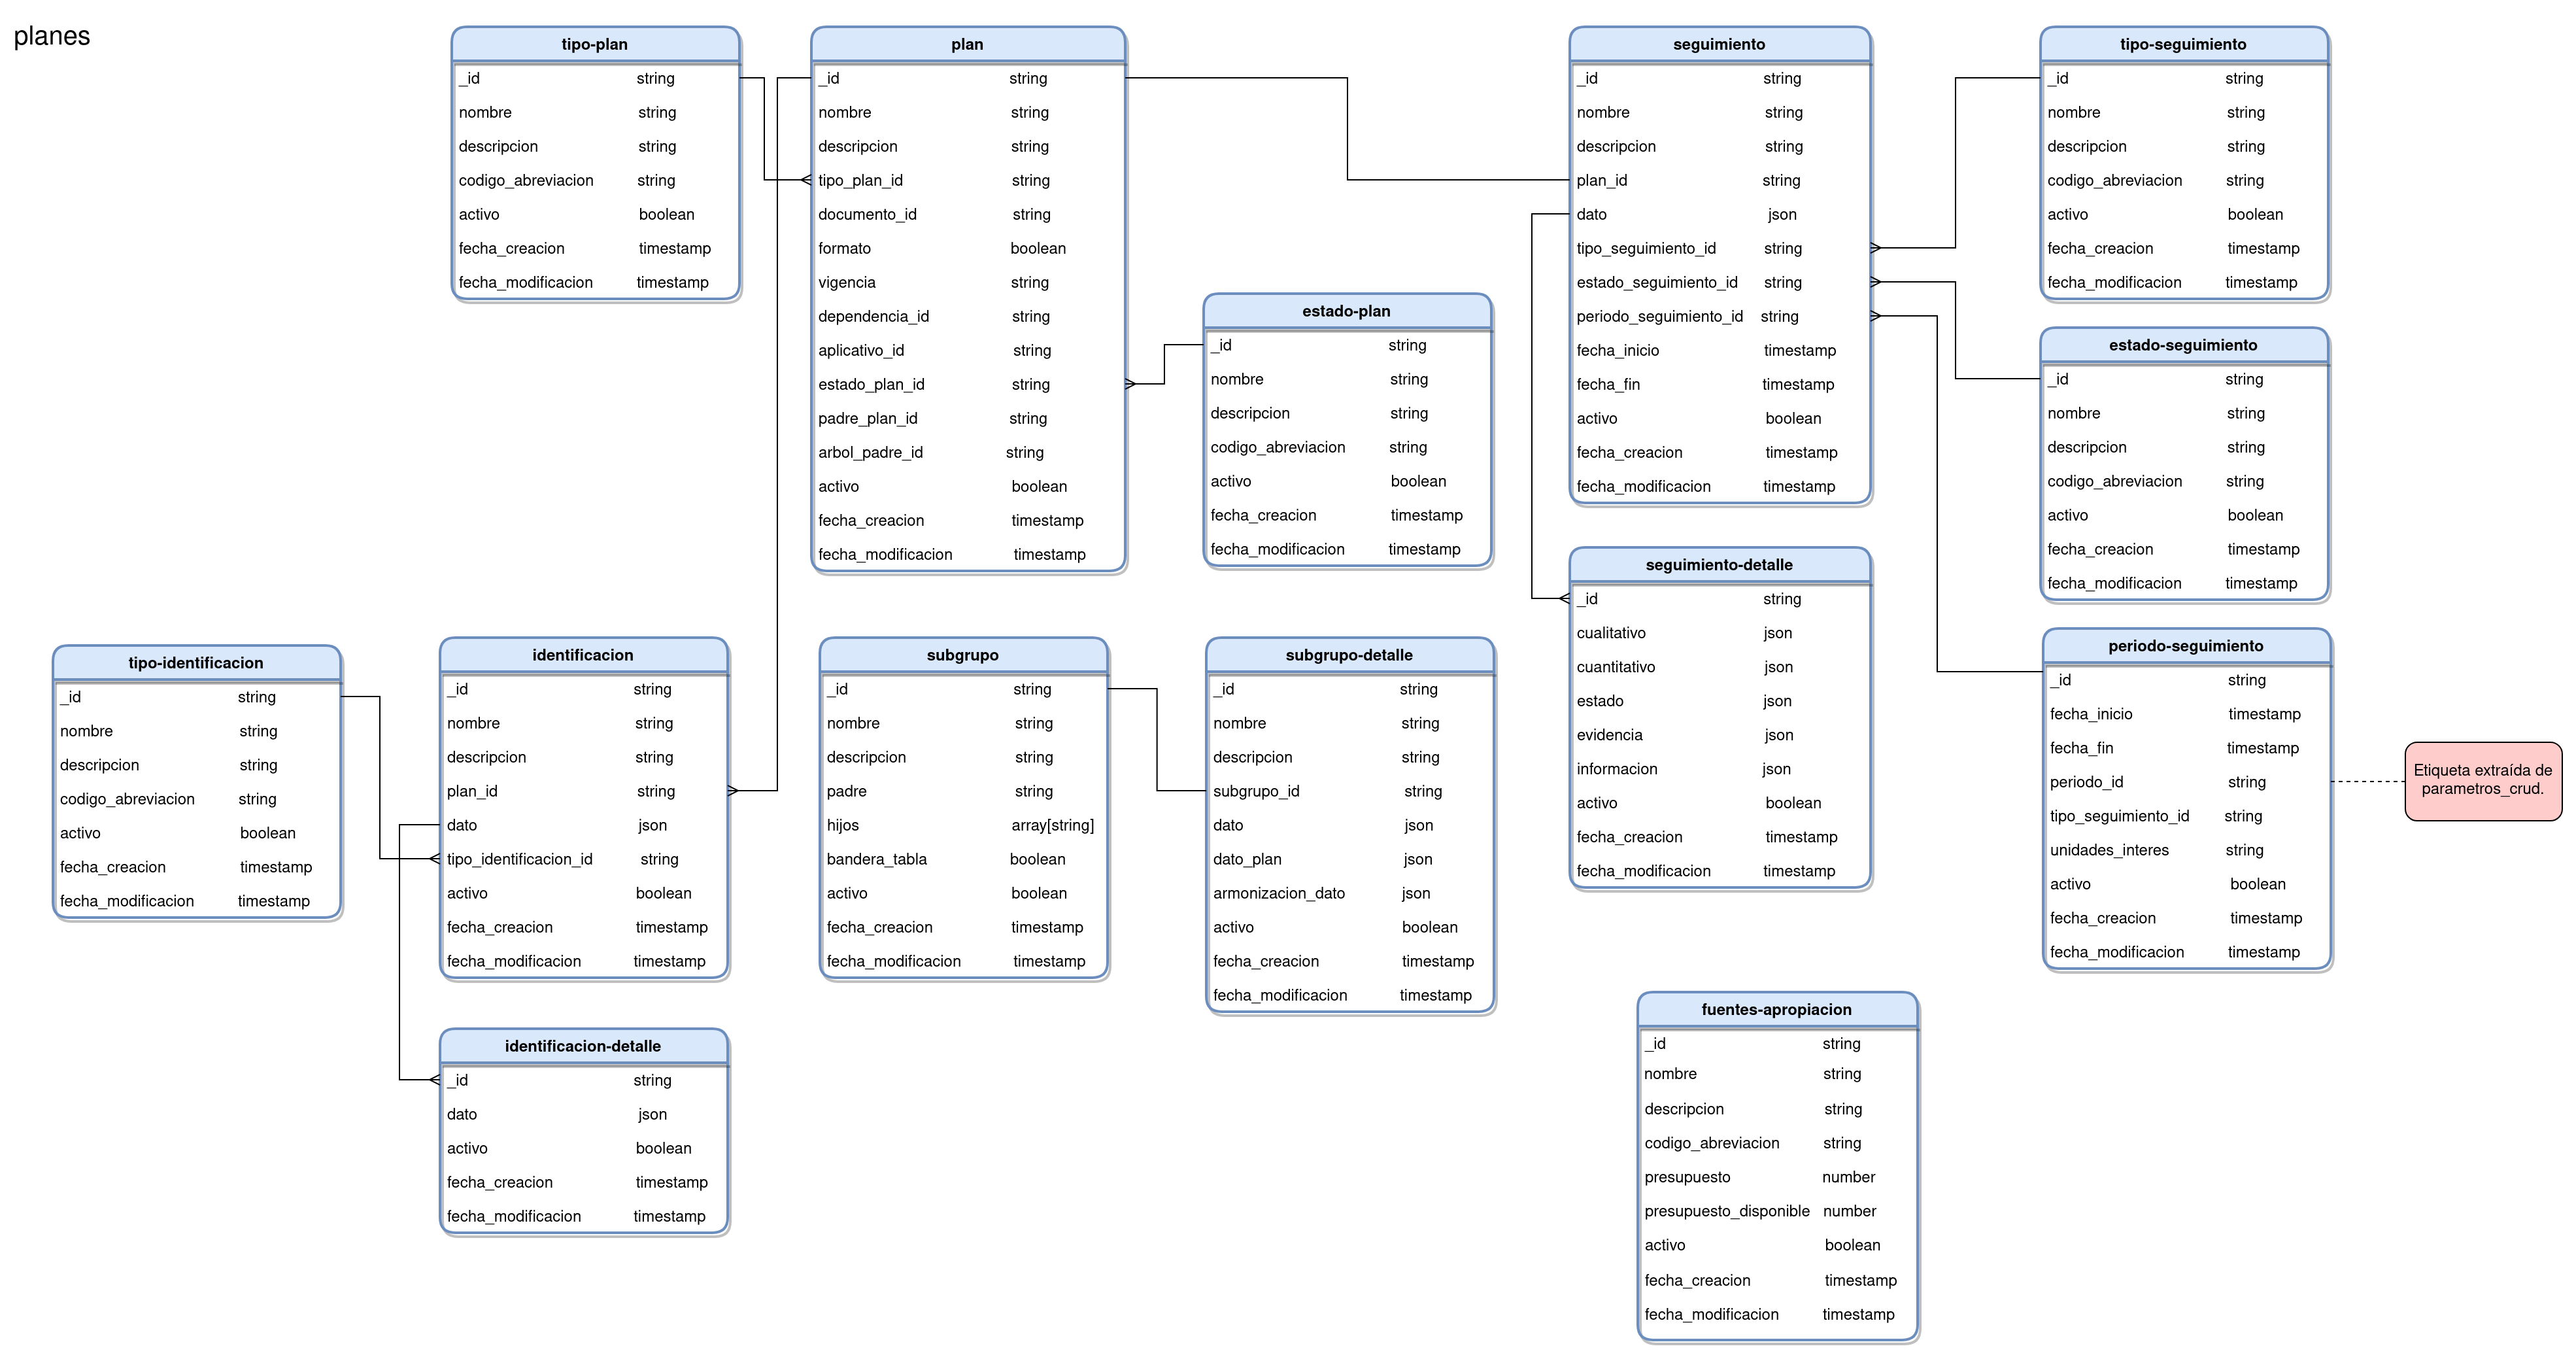 planes
tipo-plan
_id string
nombre string
descripcion string
codigo_abreviacion string
activo boolean
fecha_creacion timestamp
fecha_modificacion timestamp
plan
_id string
nombre string
descripcion string
tipo_plan_id string
documento_id string
formato boolean
vigencia string
dependencia_id string
aplicativo_id string
estado_plan_id string
padre_plan_id string
arbol_padre_id string
activo boolean
fecha_creacion timestamp
fecha_modificacion timestamp
estado-plan
_id string
nombre string
descripcion string
codigo_abreviacion string
activo boolean
fecha_creacion timestamp
fecha_modificacion timestamp
seguimiento
_id string
nombre string
descripcion string
plan_id string
dato json
tipo_seguimiento_id string
estado_seguimiento_id string
periodo_seguimiento_id string
fecha_inicio timestamp
fecha_fin timestamp
activo boolean
fecha_creacion timestamp
fecha_modificacion timestamp
tipo-seguimiento
_id string
nombre string
descripcion string
codigo_abreviacion string
activo boolean
fecha_creacion timestamp
fecha_modificacion timestamp
estado-seguimiento
_id string
nombre string
descripcion string
codigo_abreviacion string
activo boolean
fecha_creacion timestamp
fecha_modificacion timestamp
tipo-identificacion
_id string
nombre string
descripcion string
codigo_abreviacion string
activo boolean
fecha_creacion timestamp
fecha_modificacion timestamp
identificacion
_id string
nombre string
descripcion string
plan_id string
dato json
tipo_identificacion_id string
activo boolean
fecha_creacion timestamp
fecha_modificacion timestamp
subgrupo
_id string
nombre string
descripcion string
padre string
hijos array[string]
bandera_tabla boolean
activo boolean
fecha_creacion timestamp
fecha_modificacion timestamp
subgrupo-detalle
_id string
nombre string
descripcion string
subgrupo_id string
dato json
dato_plan json
armonizacion_dato json
activo boolean
fecha_creacion timestamp
fecha_modificacion timestamp
seguimiento-detalle
_id string
cualitativo json
cuantitativo json
estado json
evidencia json
informacion json
activo boolean
fecha_creacion timestamp
fecha_modificacion timestamp
periodo-seguimiento
_id string
fecha_inicio timestamp
fecha_fin timestamp
periodo_id string
tipo_seguimiento_id string
unidades_interes string
activo boolean
fecha_creacion timestamp
fecha_modificacion timestamp
Etiqueta extraída de
parametros_crud.
identificacion-detalle
_id string
dato json
activo boolean
fecha_creacion timestamp
fecha_modificacion timestamp
fuentes-apropiacion
_id string
nombre string
descripcion string
codigo_abreviacion string
presupuesto number
presupuesto_disponible number
activo boolean
fecha_creacion timestamp
fecha_modificacion timestamp